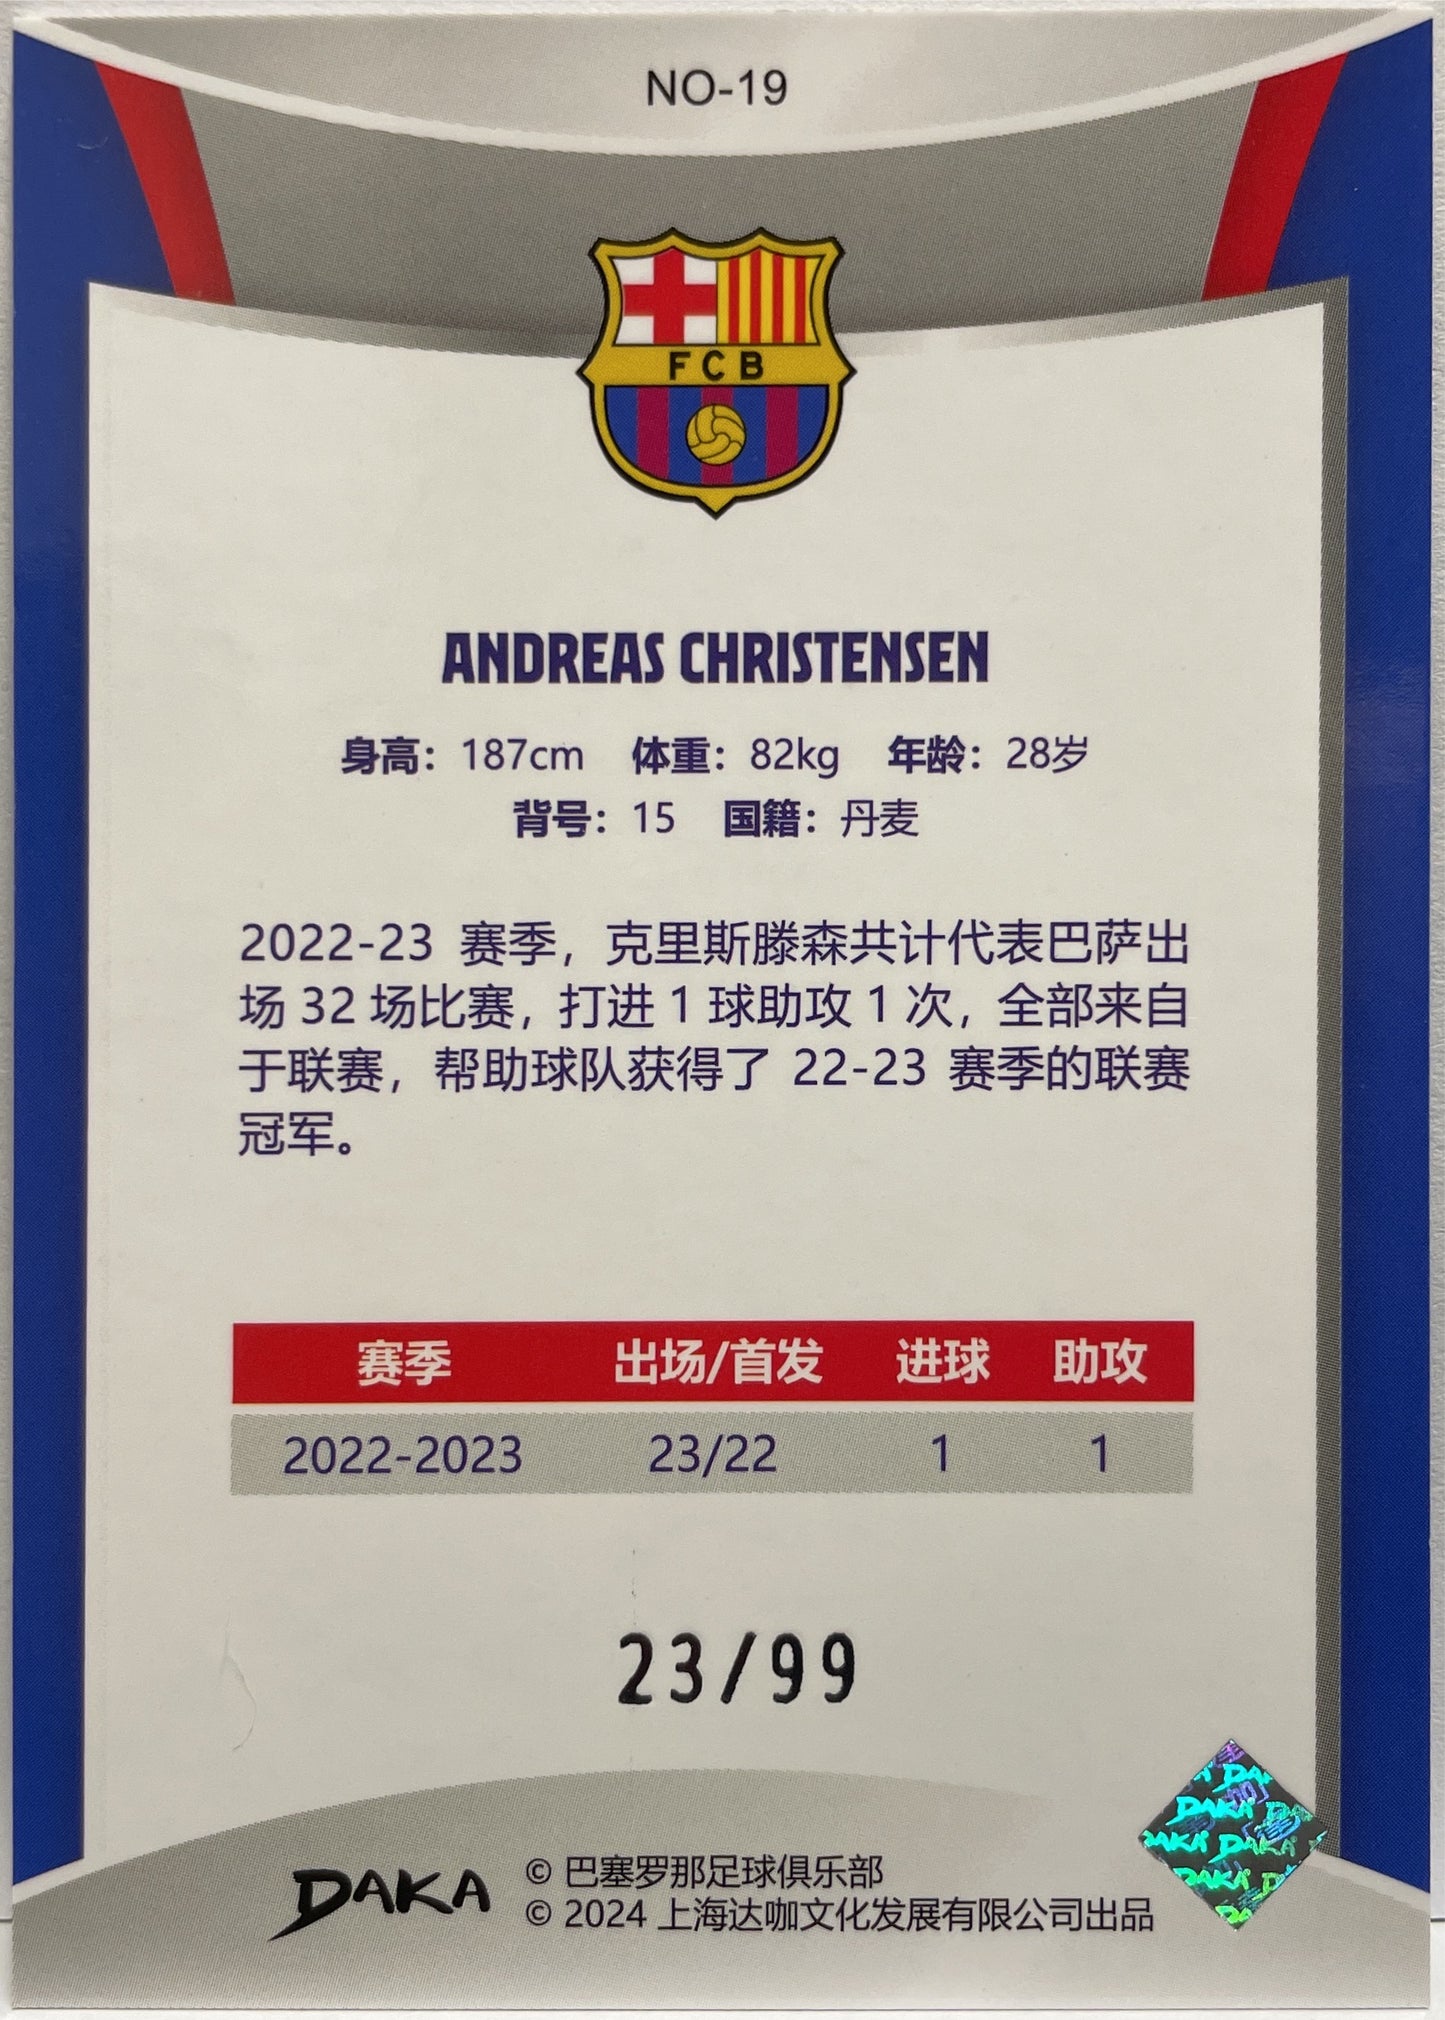 NO-19
FCB
ANDREAS CHRISTENSEN
身高：187cm 体重：82kg 年龄：28岁
背号：15 国籍：丹麦
2022-23 赛季，克里斯滕森共计代表巴萨出
场 32 场比赛，打进 1 球助攻 1 次，全部来自
于联赛，帮助球队获得了 22-23 赛季的联赛
冠军。
赛季 出场/首发 进球 助攻
2022-2023 23/22 1 1
23/99
DAKA
© 巴塞罗那足球俱乐部
© 2024 上海达咖文化发展有限公司出品
DAKA
DAKA
DAKA